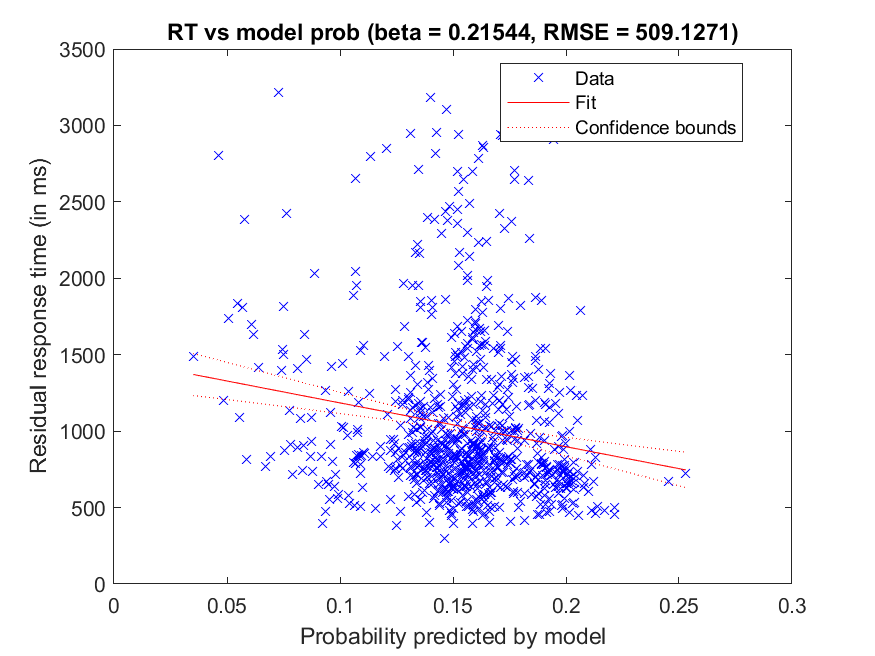 RT vs model prob (beta = 0.21544, RMSE = 509.1271)
3500
3000
2500
2000
1500
1000
500
0
Residual response time (in ms)
Data
Fit
Confidence bounds
0 0.05 0.1 0.15 0.2 0.25 0.3
Probability predicted by model